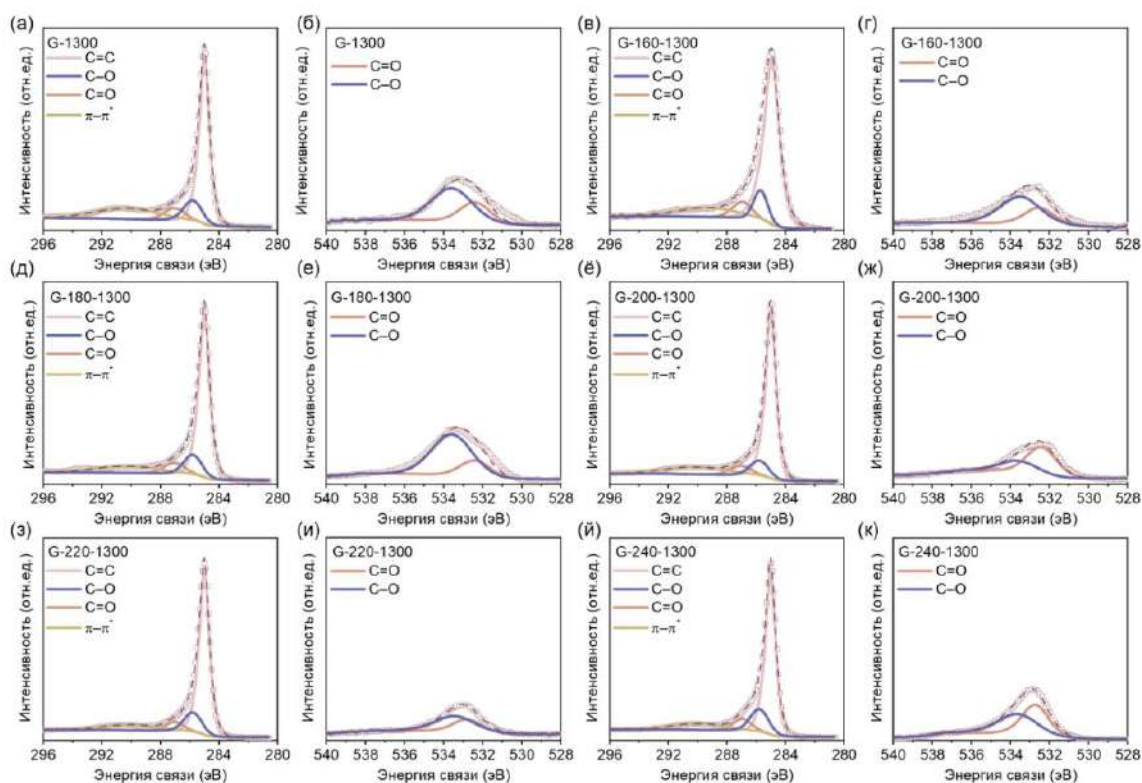 (а)
G-1300
C=C
C–O
C=O
π–π*
Интенсивность (отн.ед.)
296 292 288 284 280
Энергия связи (эВ)
(б)
G-1300
C=O
C–O
Интенсивность (отн.ед.)
540 538 536 534 532 530 528
Энергия связи (эВ)
(в)
G-160-1300
C=C
C–O
C=O
π–π*
Интенсивность (отн.ед.)
296 292 288 284 280
Энергия связи (эВ)
(г)
G-160-1300
C=O
C–O
Интенсивность (отн.ед.)
540 538 536 534 532 530 528
Энергия связи (эВ)
(д)
G-180-1300
C=C
C–O
C=O
π–π*
Интенсивность (отн.ед.)
296 292 288 284 280
Энергия связи (эВ)
(е)
G-180-1300
C=O
C–O
Интенсивность (отн.ед.)
540 538 536 534 532 530 528
Энергия связи (эВ)
(ё)
G-200-1300
C=C
C–O
C=O
π–π*
Интенсивность (отн.ед.)
296 292 288 284 280
Энергия связи (эВ)
(ж)
G-200-1300
C=O
C–O
Интенсивность (отн.ед.)
540 538 536 534 532 530 528
Энергия связи (эВ)
(з)
G-220-1300
C=C
C–O
C=O
π–π*
Интенсивность (отн.ед.)
296 292 288 284 280
Энергия связи (эВ)
(и)
G-220-1300
C=O
C–O
Интенсивность (отн.ед.)
540 538 536 534 532 530 528
Энергия связи (эВ)
(й)
G-240-1300
C=C
C–O
C=O
π–π*
Интенсивность (отн.ед.)
296 292 288 284 280
Энергия связи (эВ)
(к)
G-240-1300
C=O
C–O
Интенсивность (отн.ед.)
540 538 536 534 532 530 528
Энергия связи (эВ)